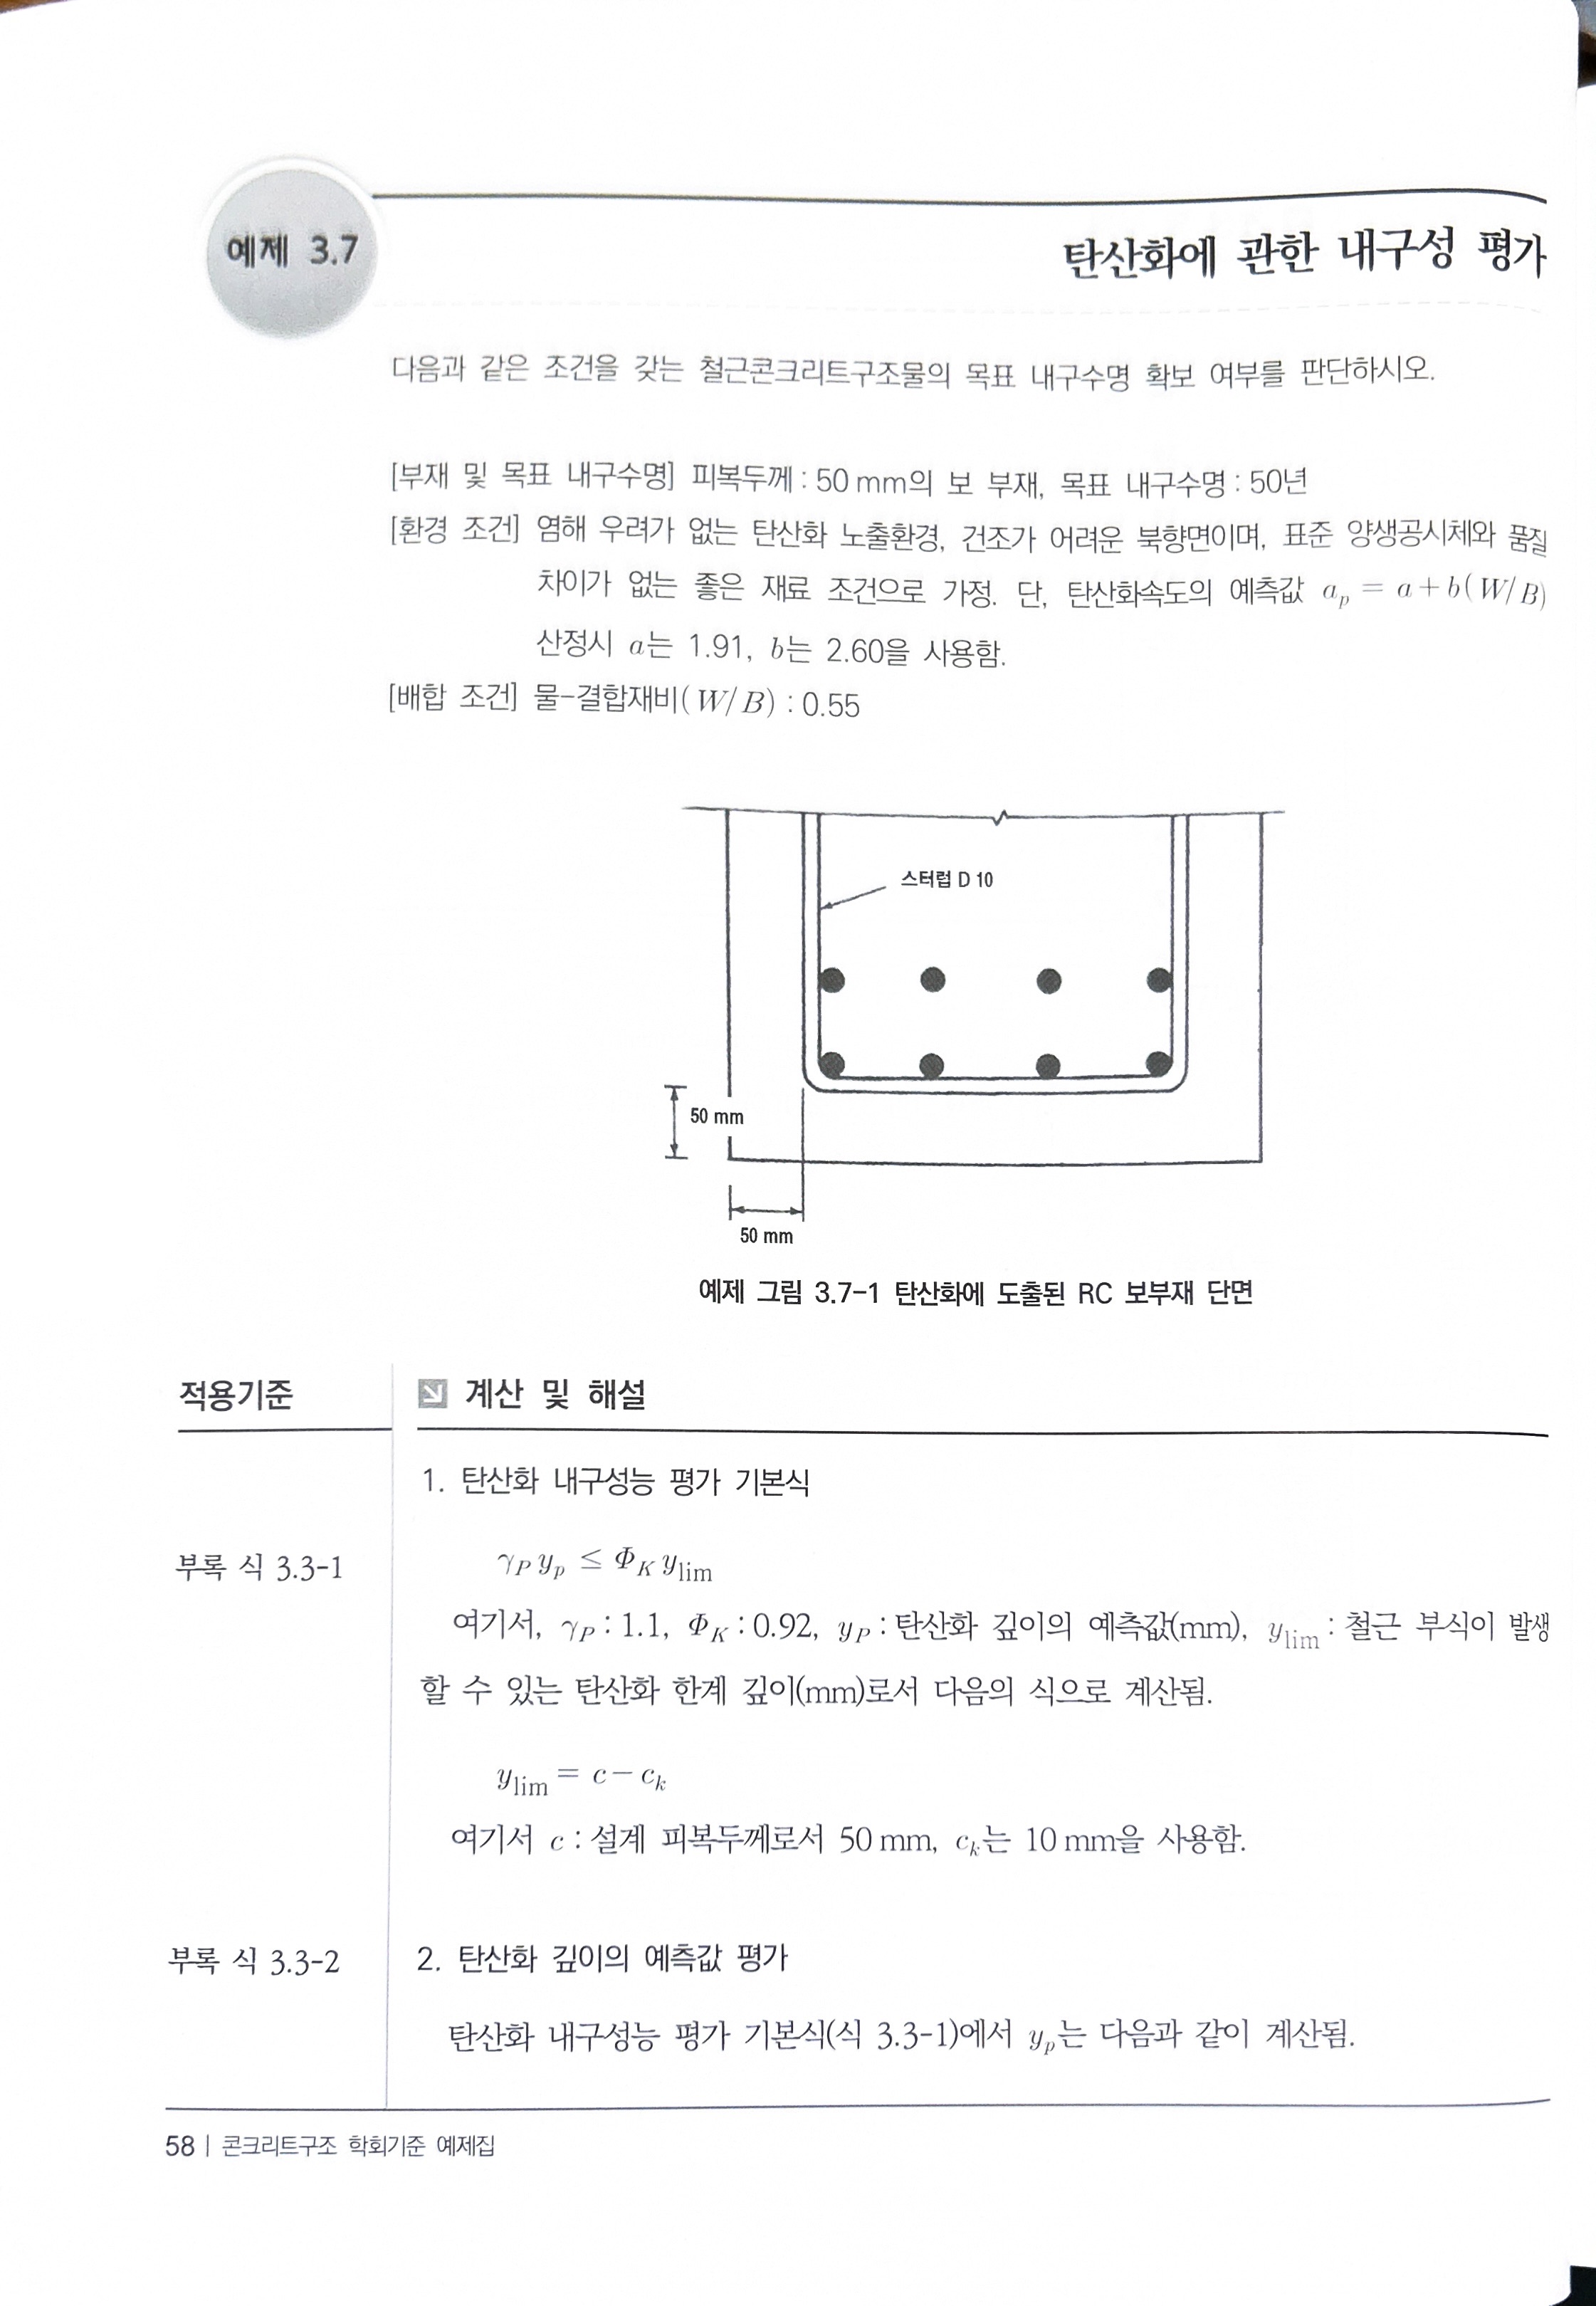 예제 3.7
탄산화에 관한 내구성 평가
다음과 같은 조건을 갖는 철근콘크리트구조물의 목표 내구수명 확보 여부를 판단하시오.
[부재 및 목표 내구수명] 피복두께 : 50 mm의 보 부재, 목표 내구수명 : 50년
[환경 조건] 염해 우려가 없는 탄산화 노출환경, 건조가 어려운 북향면이며, 표준 양생공시체와 품질
차이가 없는 좋은 재료 조건으로 가정. 단, 탄산화속도의 예측값 a_p = a + b(W/B)
산정시 a는 1.91, b는 2.60을 사용함.
[배합 조건] 물-결합재비(W/B) : 0.55
스터럽 D 10
50 mm
50 mm
예제 그림 3.7-1 탄산화에 도출된 RC 보부재 단면
적용기준
계산 및 해설
1. 탄산화 내구성능 평가 기본식
부록 식 3.3-1
γ_P y_p ≤ Φ_K y_lim
여기서, γ_P : 1.1, Φ_K : 0.92, y_P : 탄산화 깊이의 예측값(mm), y_lim : 철근 부식이 발생
할 수 있는 탄산화 한계 깊이(mm)로서 다음의 식으로 계산됨.
y_lim = c − c_k
여기서 c : 설계 피복두께로서 50 mm, c_k는 10 mm을 사용함.
부록 식 3.3-2
2. 탄산화 깊이의 예측값 평가
탄산화 내구성능 평가 기본식(식 3.3-1)에서 y_p는 다음과 같이 계산됨.
58 | 콘크리트구조 학회기준 예제집